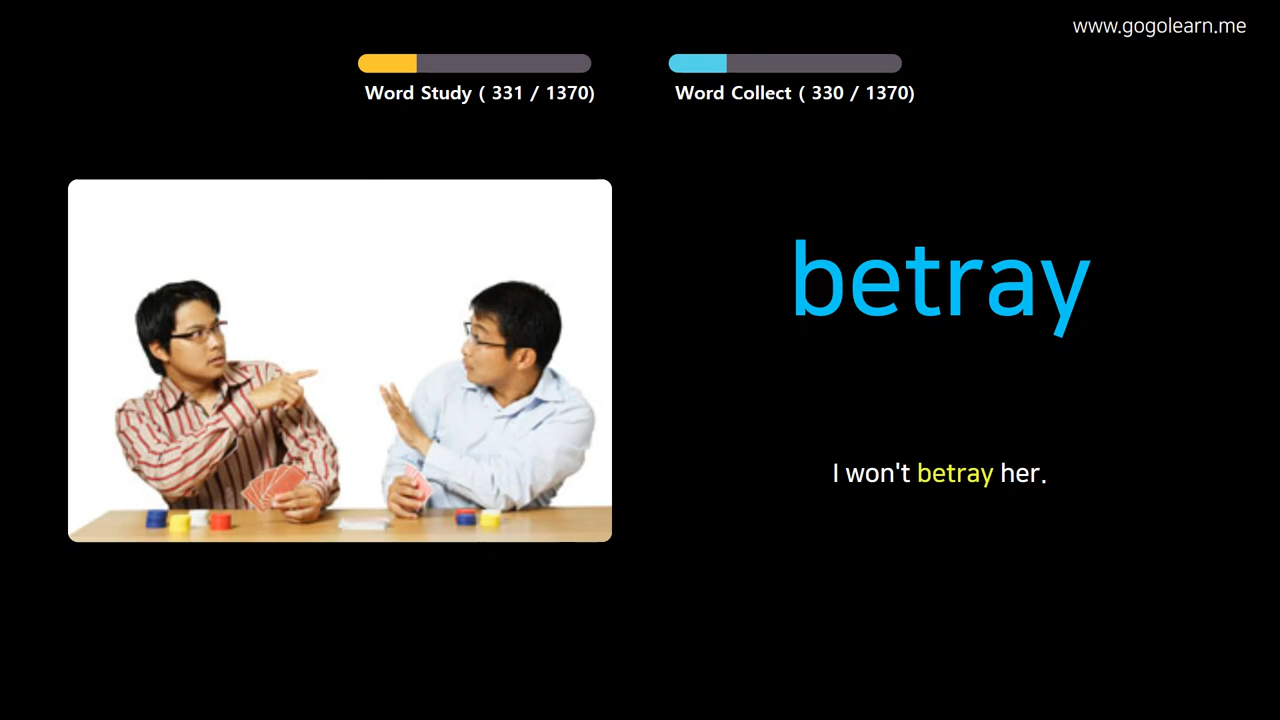 www.gogolearn.me
Word Study ( 331 / 1370)
Word Collect ( 330 / 1370)
betray
I won't betray her.